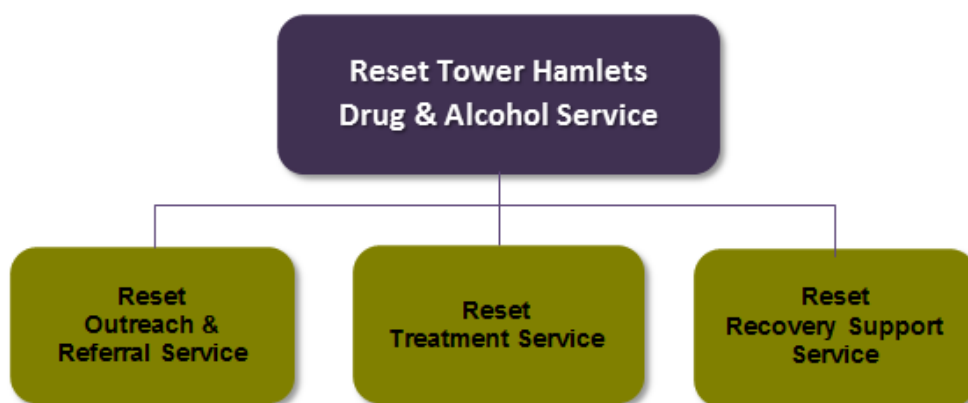 Reset Tower Hamlets
Drug & Alcohol Service
Reset
Outreach &
Referral Service
Reset
Treatment Service
Reset
Recovery Support
Service